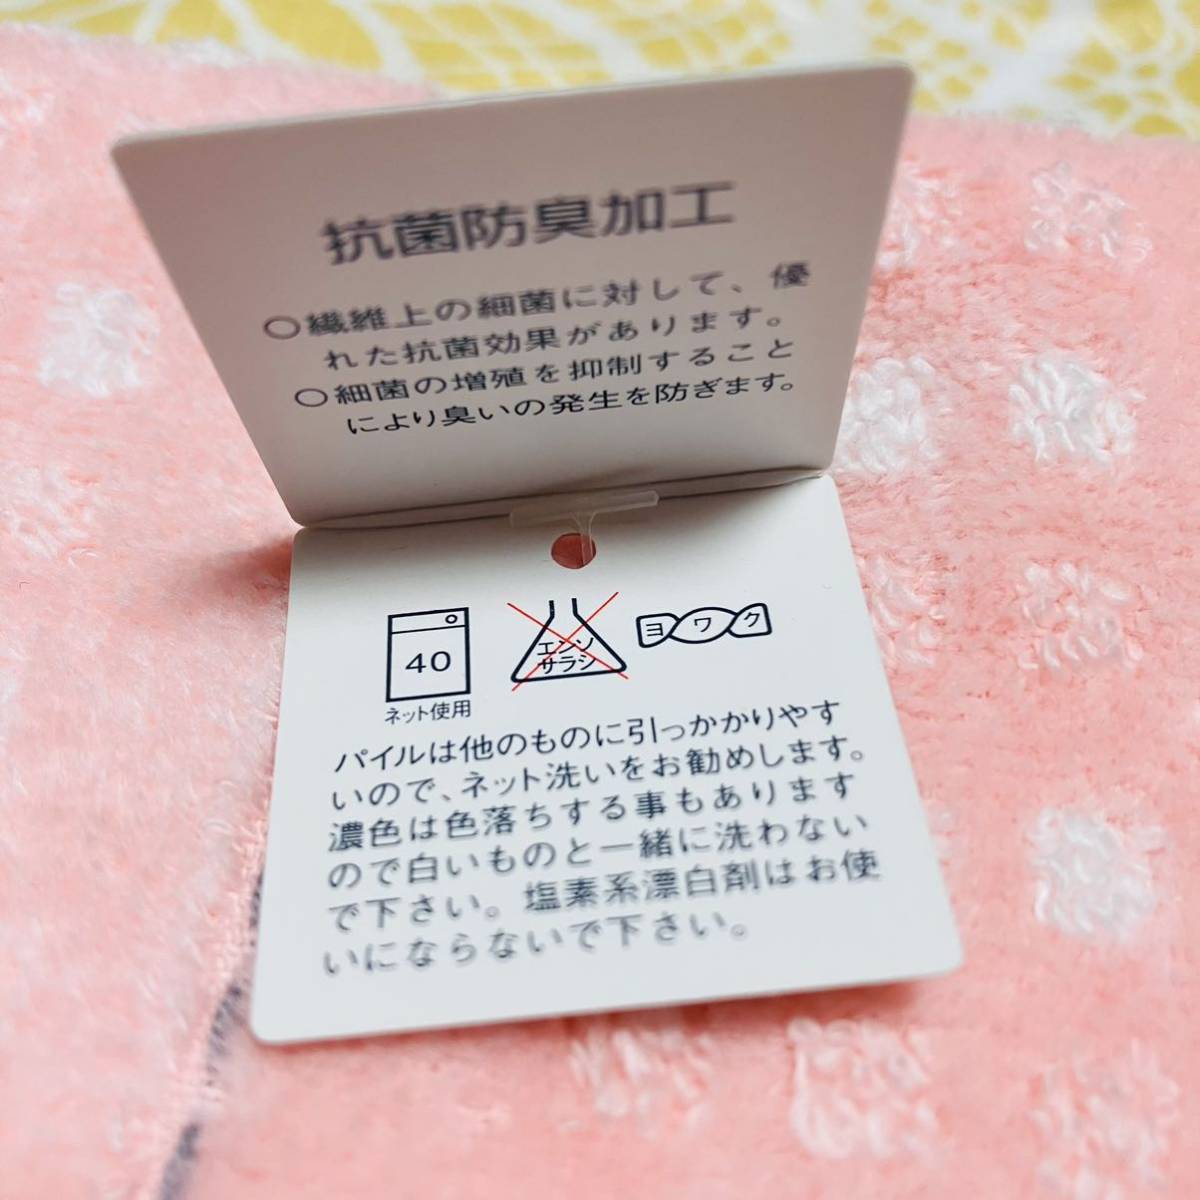 抗菌防臭加工
○繊維上の細菌に対して、優
れた抗菌効果があります。
○細菌の増殖を抑制すること
により臭いの発生を防ぎます。
40
ネット使用
エンソ
サラシ
ヨワク
パイルは他のものに引っかかりやす
いので、ネット洗いをお勧めします。
濃色は色落ちする事もあります
ので白いものと一緒に洗わない
で下さい。塩素系漂白剤はお使
いにならないで下さい。